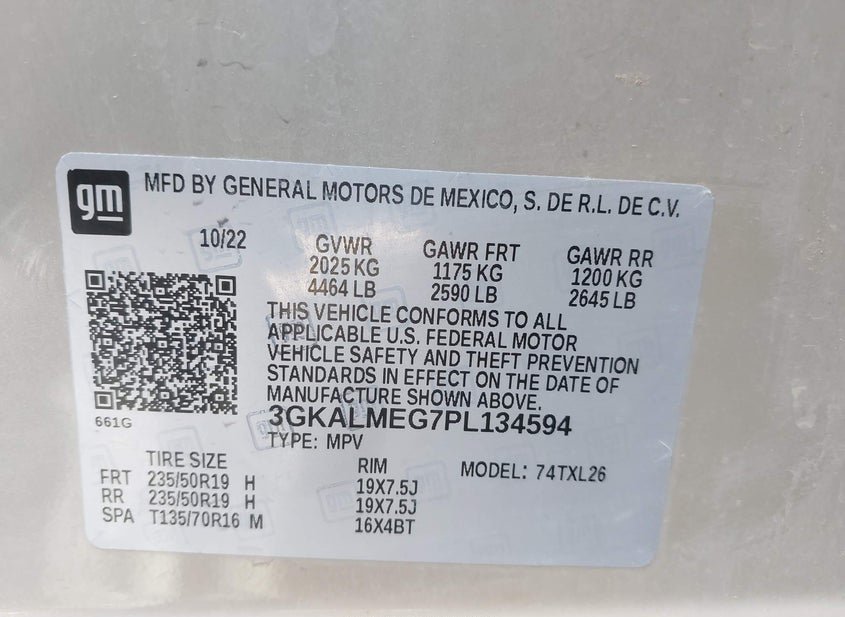 gm
MFD BY GENERAL MOTORS DE MEXICO, S. DE R.L. DE C.V.
10/22 GVWR GAWR FRT GAWR RR
2025 KG 1175 KG 1200 KG
4464 LB 2590 LB 2645 LB
THIS VEHICLE CONFORMS TO ALL
APPLICABLE U.S. FEDERAL MOTOR
VEHICLE SAFETY AND THEFT PREVENTION
STANDARDS IN EFFECT ON THE DATE OF
MANUFACTURE SHOWN ABOVE.
661G
3GKALMEG7PL134594
TYPE: MPV
TIRE SIZE RIM MODEL: 74TXL26
FRT 235/50R19 H 19X7.5J
RR 235/50R19 H 19X7.5J
SPA T135/70R16 M 16X4BT